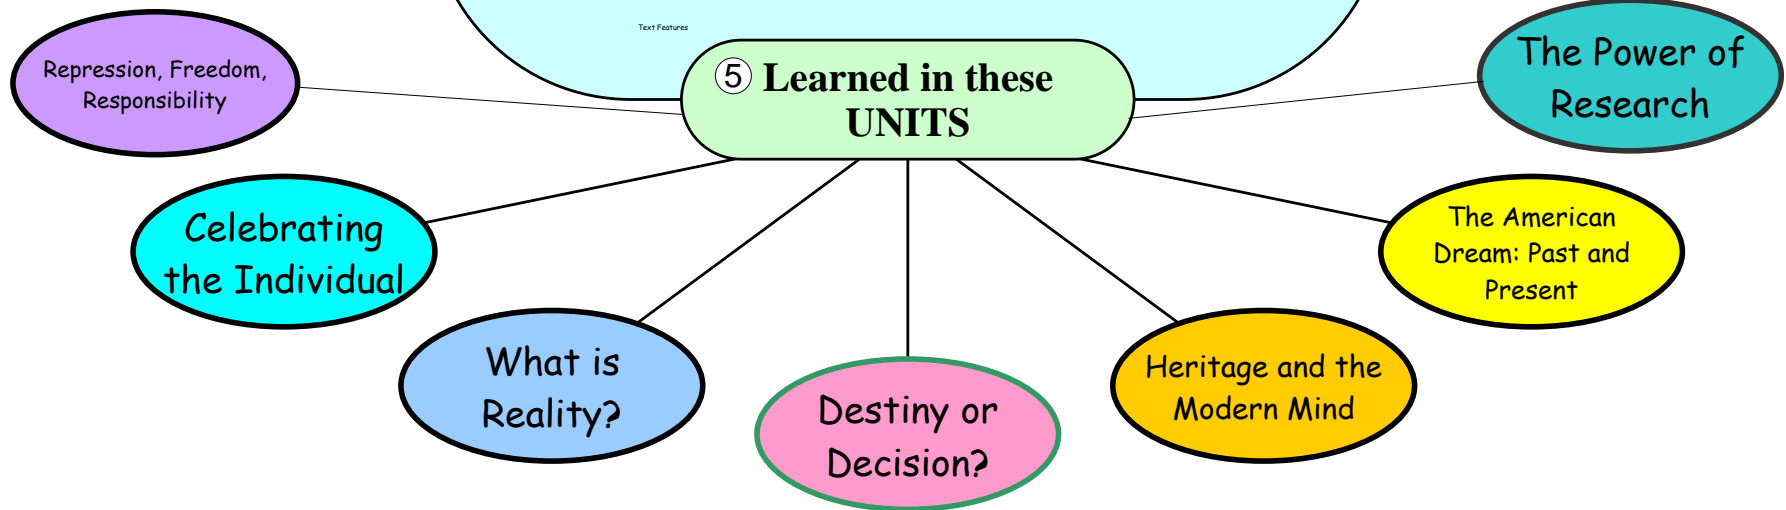 Text Features
⑤ Learned in these
UNITS
Repression, Freedom,
Responsibility
Celebrating
the Individual
What is
Reality?
Destiny or
Decision?
Heritage and the
Modern Mind
The American
Dream: Past and
Present
The Power of
Research